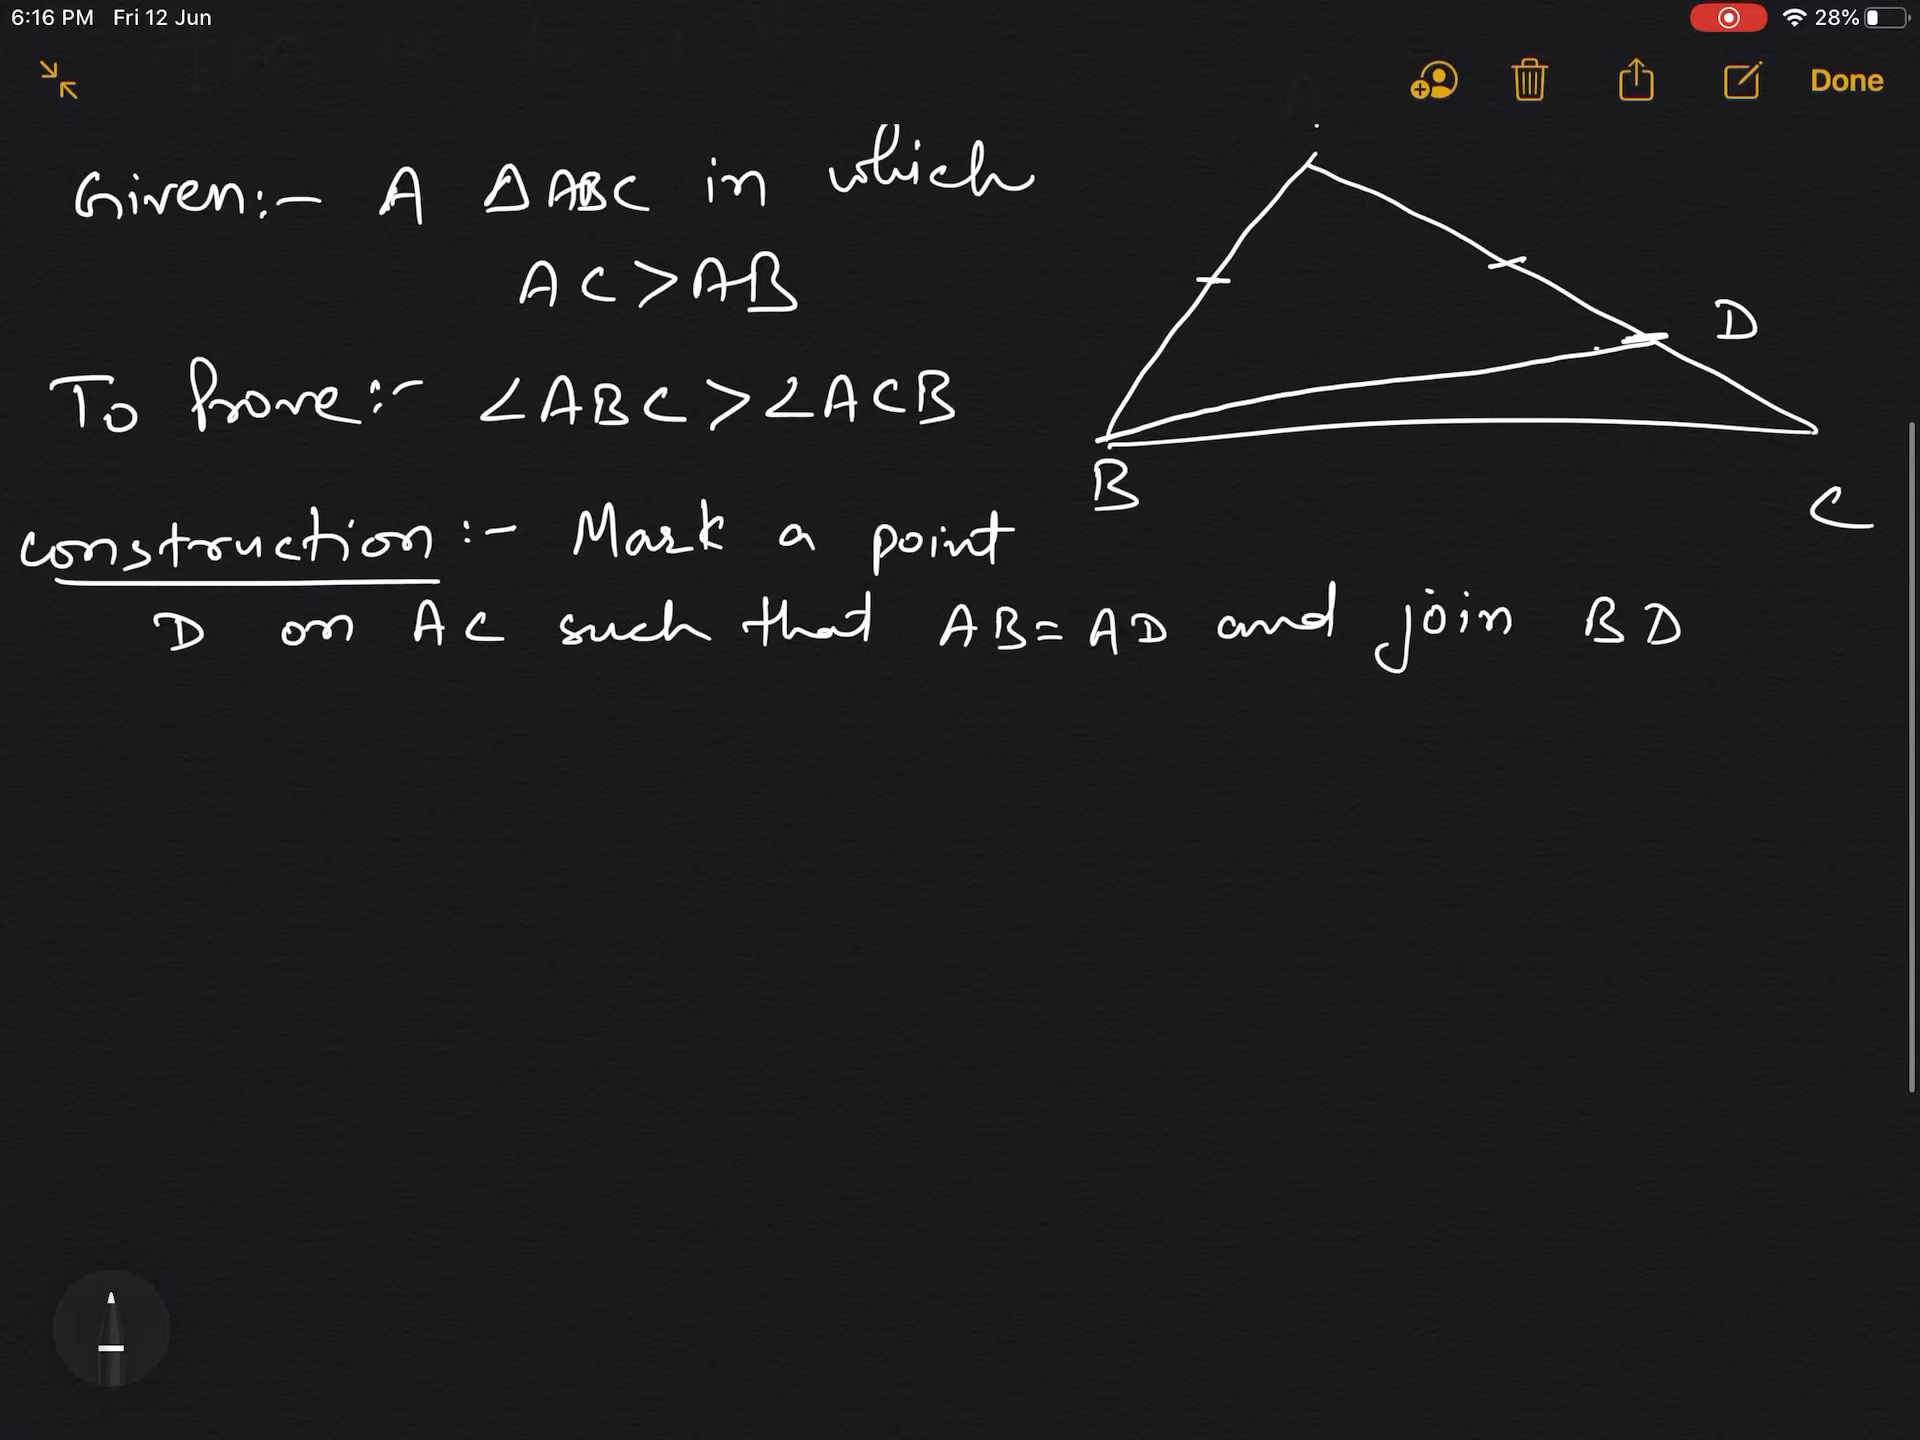 6:16 PM Fri 12 Jun
28%
Done
Given:- A △ ABC in which
AC>AB
D
To Prove:- ∠ABC>∠ACB
B
C
construction:- Mark a point
D on AC such that AB=AD and join BD